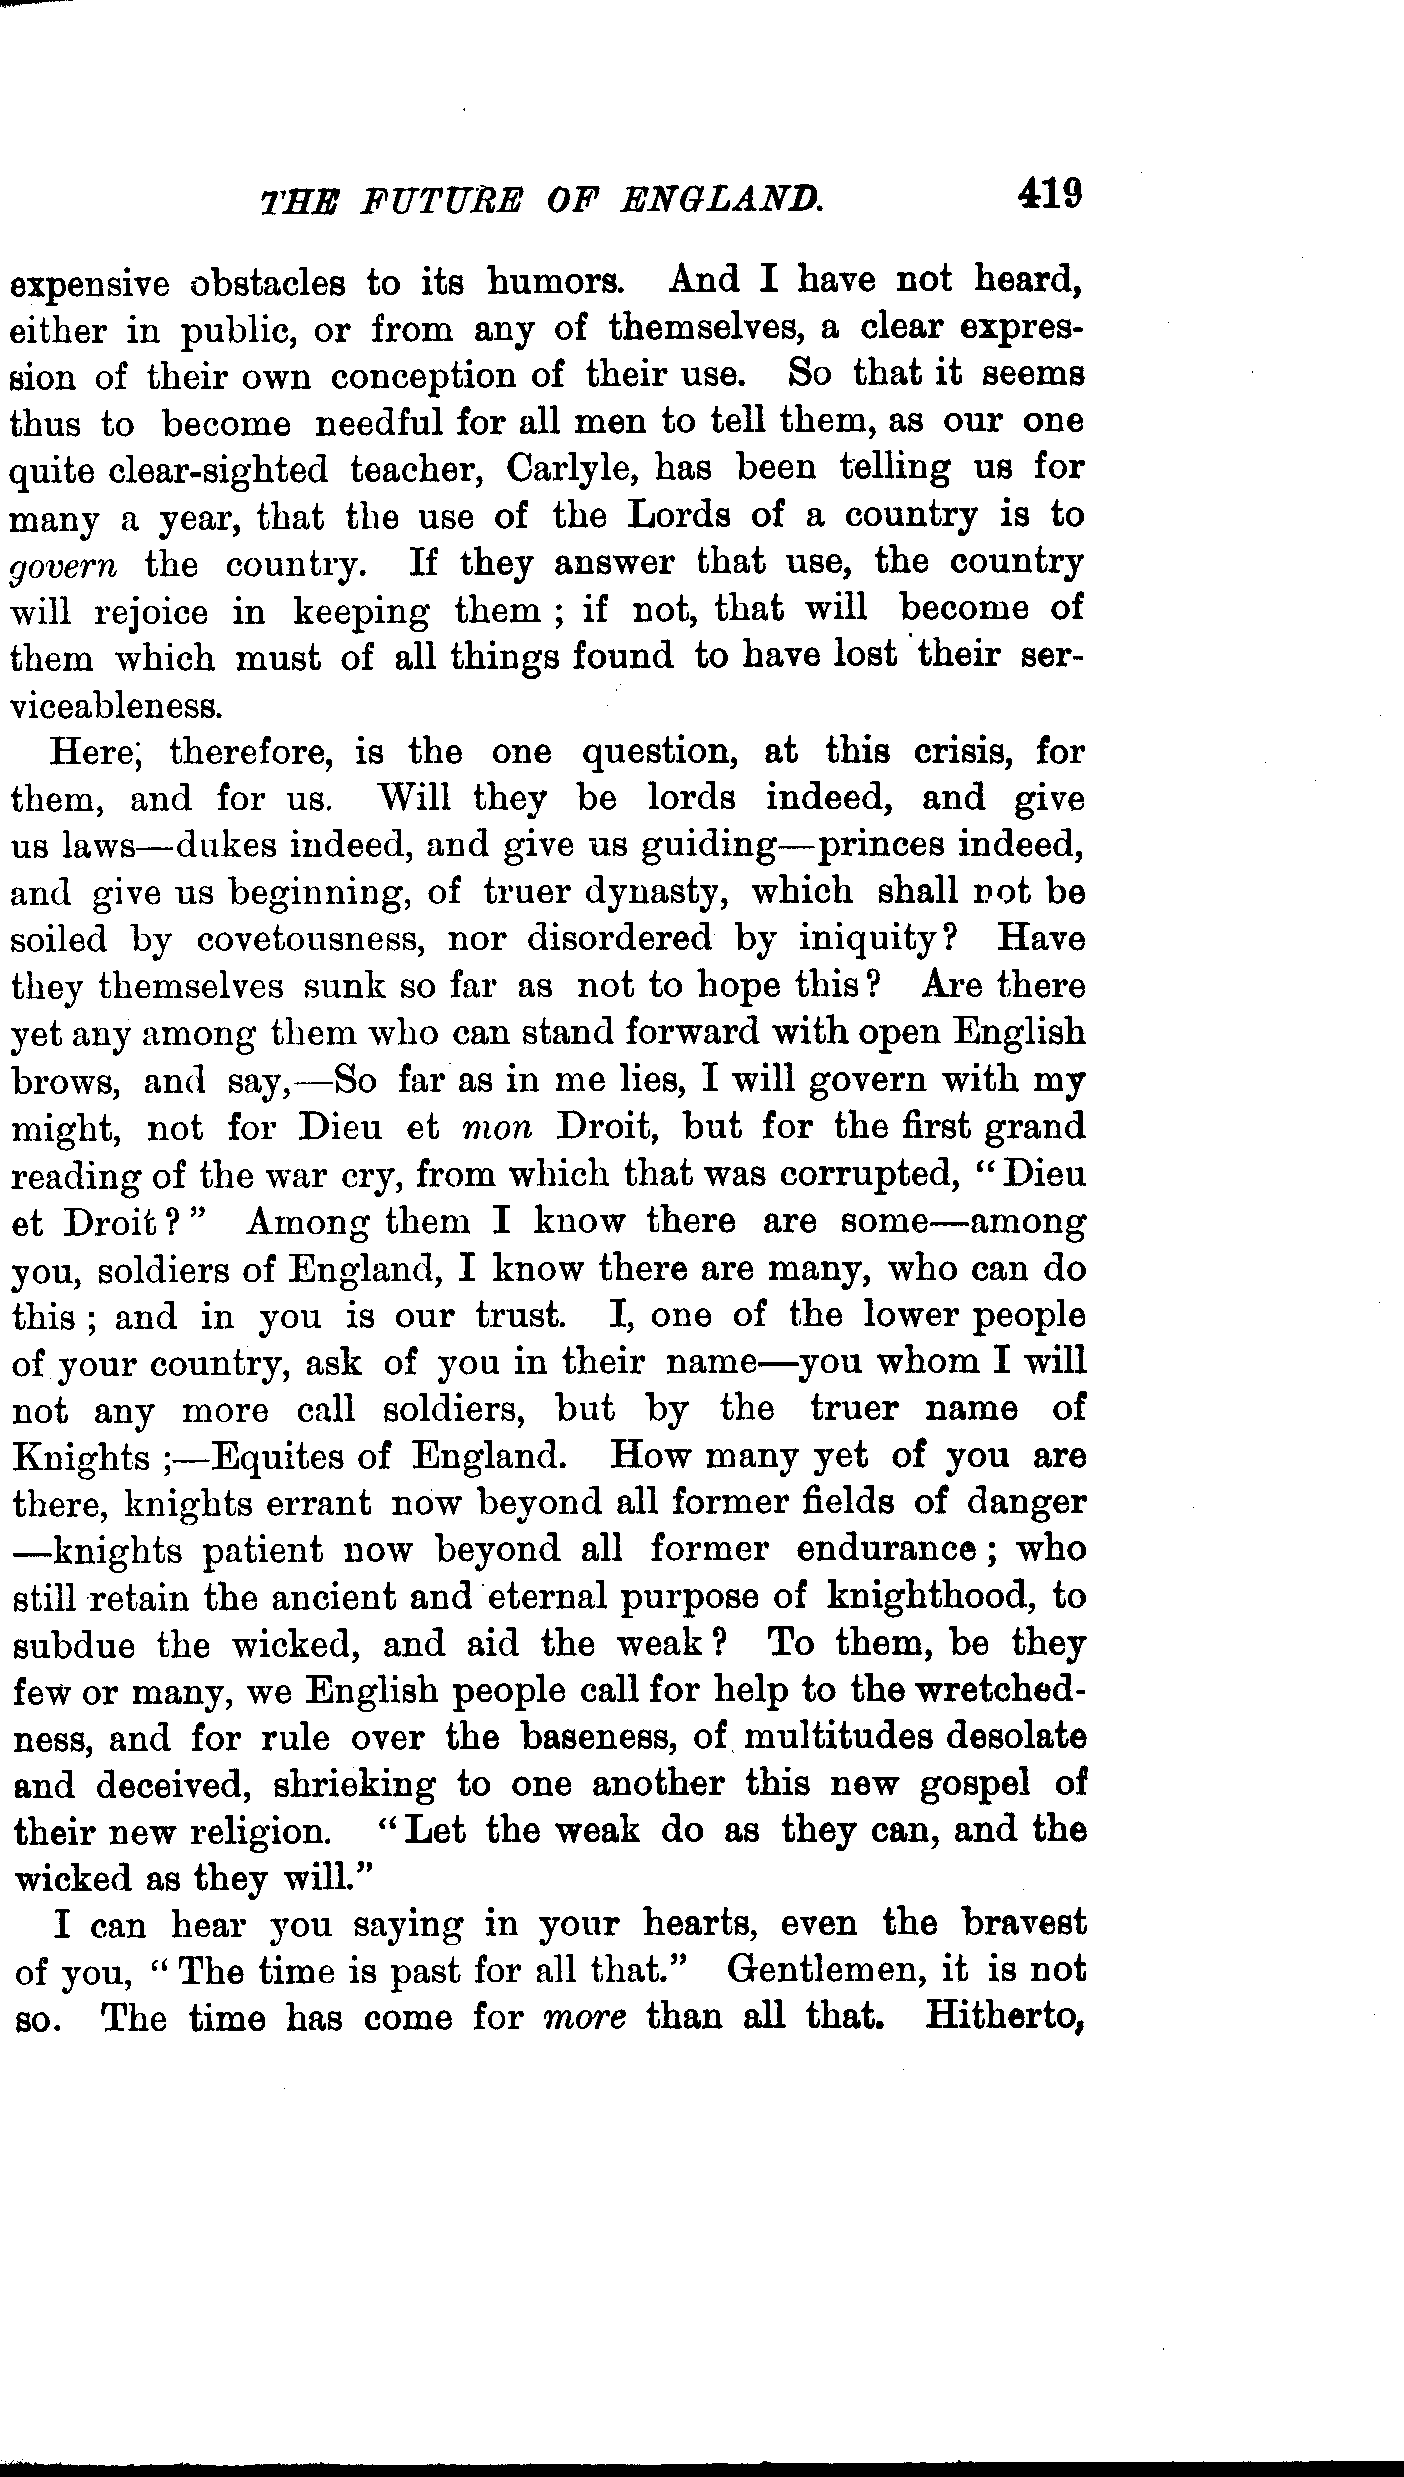 THE FUTURE OF ENGLAND. 419
expensive obstacles to its humors. And I have not heard,
either in public, or from any of themselves, a clear expres-
sion of their own conception of their use. So that it seems
thus to become needful for all men to tell them, as our one
quite clear-sighted teacher, Carlyle, has been telling us for
many a year, that the use of the Lords of a country is to
govern the country. If they answer that use, the country
will rejoice in keeping them ; if not, that will become of
them which must of all things found to have lost their ser-
viceableness.
Here, therefore, is the one question, at this crisis, for
them, and for us. Will they be lords indeed, and give
us laws—dukes indeed, and give us guiding—princes indeed,
and give us beginning, of truer dynasty, which shall not be
soiled by covetousness, nor disordered by iniquity? Have
they themselves sunk so far as not to hope this? Are there
yet any among them who can stand forward with open English
brows, and say,—So far as in me lies, I will govern with my
might, not for Dieu et mon Droit, but for the first grand
reading of the war cry, from which that was corrupted, “Dieu
et Droit?” Among them I know there are some—among
you, soldiers of England, I know there are many, who can do
this ; and in you is our trust. I, one of the lower people
of your country, ask of you in their name—you whom I will
not any more call soldiers, but by the truer name of
Knights ;—Equites of England. How many yet of you are
there, knights errant now beyond all former fields of danger
—knights patient now beyond all former endurance ; who
still retain the ancient and eternal purpose of knighthood, to
subdue the wicked, and aid the weak? To them, be they
few or many, we English people call for help to the wretched-
ness, and for rule over the baseness, of multitudes desolate
and deceived, shrieking to one another this new gospel of
their new religion. “Let the weak do as they can, and the
wicked as they will.”
I can hear you saying in your hearts, even the bravest
of you, “The time is past for all that.” Gentlemen, it is not
so. The time has come for more than all that. Hitherto,